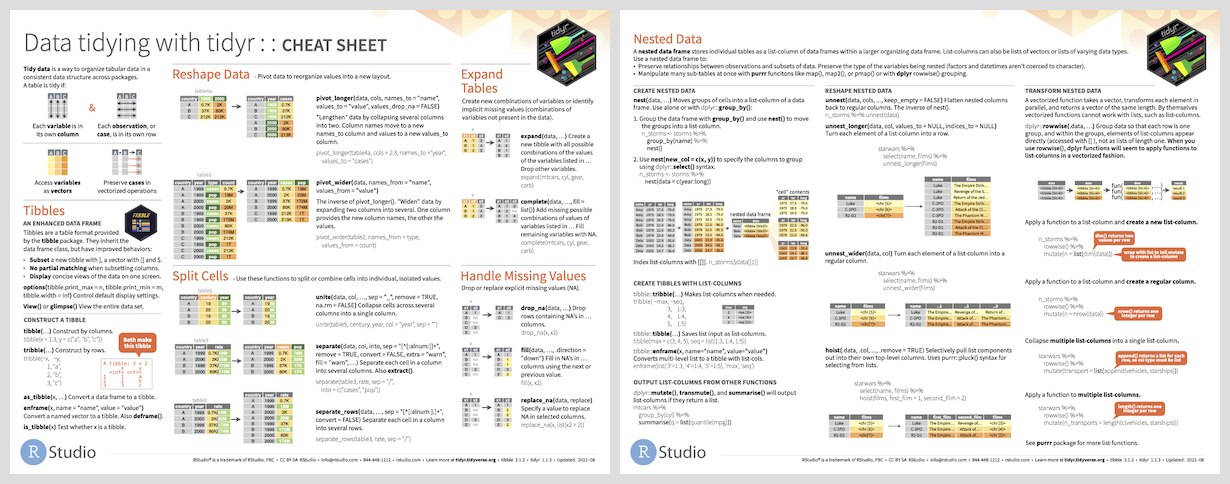 Data tidying with tidyr : : CHEAT SHEET
Tidy data is a way to organize tabular data in a
consistent data structure across packages.
A table is tidy if:
&
Each variable is in
its own column
Each observation, or
case, is in its own row
Access variables
as vectors
Preserve cases in
vectorized operations
Tibbles
AN ENHANCED DATA FRAME
Tibbles are a table format provided
by the tibble package. They inherit the
data frame class, but have improved behaviors:
• Subset a new tibble with ], a vector with ]] and $.
• No partial matching when subsetting columns.
• Display concise views of the data on one screen.
options(tibble.print_max = n, tibble.print_min = m,
tibble.width = Inf) Control default display settings.
View() or glimpse() View the entire data set.
CONSTRUCT A TIBBLE
tibble(…) Construct by columns.
tibble(x = 1:3, y = c("a", "b", "c"))
tribble(…) Construct by rows.
tribble(~x, ~y,
1, "a",
2, "b",
3, "c")
Both make
this tibble
as_tibble(x, …) Convert a data frame to a tibble.
enframe(x, name = "name", value = "value")
Convert a named vector to a tibble. Also deframe().
is_tibble(x) Test whether x is a tibble.
Reshape Data - Pivot data to reorganize values into a new layout.
table4a
pivot_longer(data, cols, names_to = "name",
values_to = "value", values_drop_na = FALSE)
"Lengthen" data by collapsing several columns
into two. Column names move to a new
names_to column and values to a new values_to
column.
pivot_longer(table4a, cols = 2:3, names_to ="year",
values_to = "cases")
table2
pivot_wider(data, names_from = "name",
values_from = "value")
The inverse of pivot_longer(). "Widen" data by
expanding two columns into several. One column
provides the new column names, the other the
values.
pivot_wider(table2, names_from = type,
values_from = count)
Split Cells - Use these functions to split or combine cells into individual, isolated values.
table5
unite(data, col, …, sep = "_", remove = TRUE,
na.rm = FALSE) Collapse cells across several
columns into a single column.
unite(table5, century, year, col = "year", sep = "")
table3
separate(data, col, into, sep = "[^[:alnum:]]+",
remove = TRUE, convert = FALSE, extra = "warn",
fill = "warn", …) Separate each cell in a column
into several columns. Also extract().
separate(table3, rate, sep = "/",
into = c("cases", "pop"))
table3
separate_rows(data, …, sep = "[^[:alnum:].]+",
convert = FALSE) Separate each cell in a column
into several rows.
separate_rows(table3, rate, sep = "/")
Expand
Tables
Create new combinations of variables or identify
implicit missing values (combinations of
variables not present in the data).
expand(data, …) Create a
new tibble with all possible
combinations of the values
of the variables listed in …
Drop other variables.
expand(mtcars, cyl, gear,
carb)
complete(data, …, fill =
list()) Add missing possible
combinations of values of
variables listed in … Fill
remaining variables with NA.
complete(mtcars, cyl, gear,
carb)
Handle Missing Values
Drop or replace explicit missing values (NA).
drop_na(data, …) Drop
rows containing NA's in …
columns.
drop_na(x, x2)
fill(data, …, .direction =
"down") Fill in NA's in …
columns using the next or
previous value.
fill(x, x2)
replace_na(data, replace)
Specify a value to replace
NA in selected columns.
replace_na(x, list(x2 = 2))
R Studio
RStudio® is a trademark of RStudio, PBC • CC BY SA RStudio • info@rstudio.com • 844-448-1212 • rstudio.com • Learn more at tidyr.tidyverse.org • tibble 3.1.2 • tidyr 1.1.3 • Updated: 2021–08
Nested Data
A nested data frame stores individual tables as a list-column of data frames within a larger organizing data frame. List-columns can also be lists of vectors or lists of varying data types.
Use a nested data frame to:
• Preserve relationships between observations and subsets of data. Preserve the type of the variables being nested (factors and datetimes aren't coerced to character).
• Manipulate many sub-tables at once with purrr functions like map(), map2(), or pmap() or with dplyr rowwise() grouping.
CREATE NESTED DATA
nest(data, …) Moves groups of cells into a list-column of a data
frame. Use alone or with dplyr::group_by():
1. Group the data frame with group_by() and use nest() to move
the groups into a list-column.
n_storms <- storms %>%
group_by(name) %>%
nest()
2. Use nest(new_col = c(x, y)) to specify the columns to group
using dplyr::select() syntax.
n_storms <- storms %>%
nest(data = c(year:long))
"cell" contents
nested data frame
Index list-columns with [[]]. n_storms$data[[1]]
CREATE TIBBLES WITH LIST-COLUMNS
tibble::tribble(…) Makes list-columns when needed.
tribble( ~max, ~seq,
3, 1:3,
4, 1:4,
5, 1:5)
tibble::tibble(…) Saves list input as list-columns.
tibble(max = c(3, 4, 5), seq = list(1:3, 1:4, 1:5))
tibble::enframe(x, name="name", value="value")
Converts multi-level list to a tibble with list-cols.
enframe(list('3'=1:3, '4'=1:4, '5'=1:5), 'max', 'seq')
OUTPUT LIST-COLUMNS FROM OTHER FUNCTIONS
dplyr::mutate(), transmute(), and summarise() will output
list-columns if they return a list.
mtcars %>%
group_by(cyl) %>%
summarise(q = list(quantile(mpg)))
RESHAPE NESTED DATA
unnest(data, cols, ..., keep_empty = FALSE) Flatten nested columns
back to regular columns. The inverse of nest().
n_storms %>% unnest(data)
unnest_longer(data, col, values_to = NULL, indices_to = NULL)
Turn each element of a list-column into a row.
starwars %>%
select(name, films) %>%
unnest_longer(films)
unnest_wider(data, col) Turn each element of a list-column into a
regular column.
starwars %>%
select(name, films) %>%
unnest_wider(films)
hoist(.data, .col, ..., .remove = TRUE) Selectively pull list components
out into their own top-level columns. Uses purrr::pluck() syntax for
selecting from lists.
starwars %>%
select(name, films) %>%
hoist(films, first_film = 1, second_film = 2)
TRANSFORM NESTED DATA
A vectorized function takes a vector, transforms each element in
parallel, and returns a vector of the same length. By themselves
vectorized functions cannot work with lists, such as list-columns.
dplyr::rowwise(.data, …) Group data so that each row is one
group, and within the groups, elements of list-columns appear
directly (accessed with [[ ), not as lists of length one. When you
use rowwise(), dplyr functions will seem to apply functions to
list-columns in a vectorized fashion.
Apply a function to a list-column and create a new list-column.
n_storms %>%
rowwise() %>%
mutate(n = list(dim(data)))
dim() returns two
values per row
wrap with list to tell mutate
to create a list-column
Apply a function to a list-column and create a regular column.
n_storms %>%
rowwise() %>%
mutate(n = nrow(data))
nrow() returns one
integer per row
Collapse multiple list-columns into a single list-column.
starwars %>%
rowwise() %>%
mutate(transport = list(append(vehicles, starships)))
append() returns a list for each
row, so col type must be list
Apply a function to multiple list-columns.
starwars %>%
rowwise() %>%
mutate(n_transports = length(c(vehicles, starships)))
length() returns one
integer per row
See purrr package for more list functions.
R Studio
RStudio® is a trademark of RStudio, PBC • CC BY SA RStudio • info@rstudio.com • 844-448-1212 • rstudio.com • Learn more at tidyr.tidyverse.org • tibble 3.1.2 • tidyr 1.1.3 • Updated: 2021–08